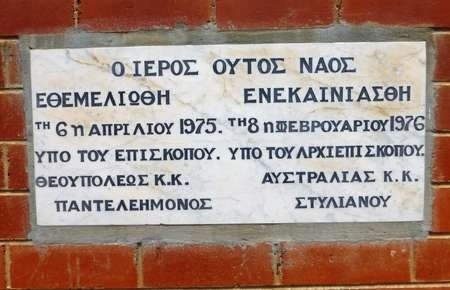 Ο ΙΕΡΟΣ ΟΥΤΟΣ ΝΑΟΣ
ΕΘΕΜΕΛΙΩΘΗ ΕΝΕΚΑΙΝΙΑΣΘΗ
ΤΗ 6η ΑΠΡΙΛΙΟΥ 1975. ΤΗ 8 η ΦΕΒΡΟΥΑΡΙΟΥ 1976
ΥΠΟ ΤΟΥ ΕΠΙΣΚΟΠΟΥ. ΥΠΟ ΤΟΥ ΑΡΧΙΕΠΙΣΚΟΠΟΥ.
ΘΕΟΥΠΟΛΕΩΣ Κ.Κ. ΑΥΣΤΡΑΛΙΑΣ Κ.Κ.
ΠΑΝΤΕΛΕΗΜΟΝΟΣ ΣΤΥΛΙΑΝΟΥ